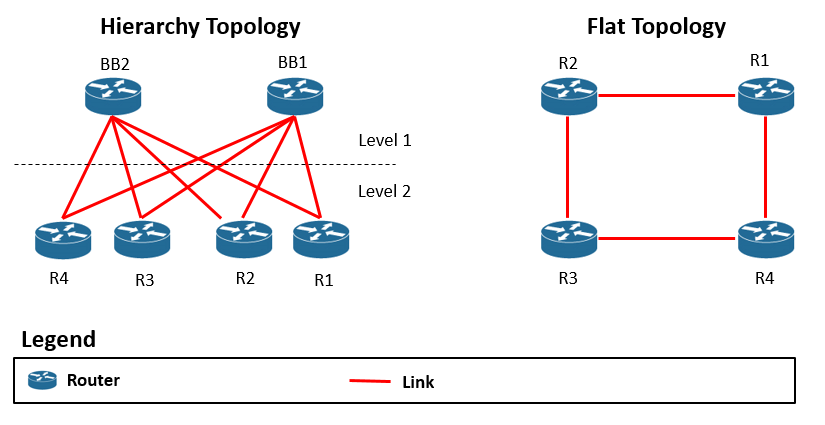 Hierarchy Topology
BB2
BB1
Level 1
Level 2
R4
R3
R2
R1
Flat Topology
R2
R1
R3
R4
Legend
Router
Link